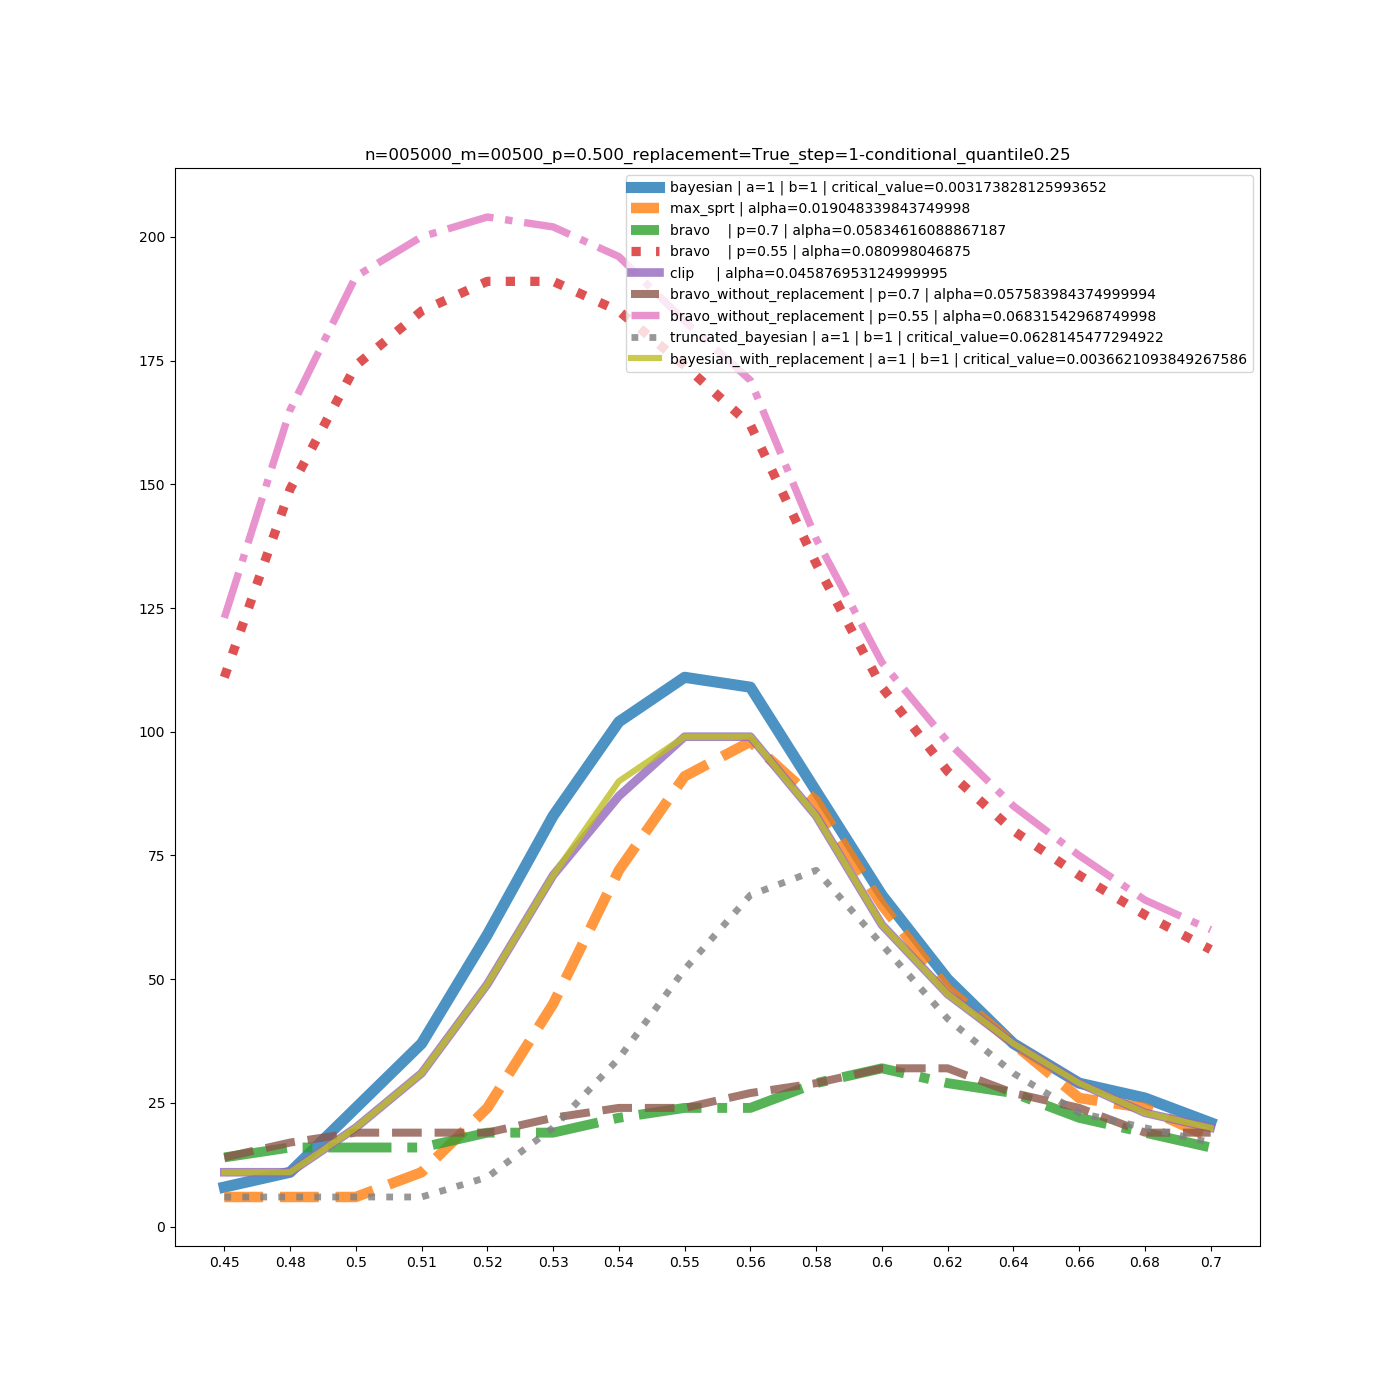 n=005000_m=00500_p=0.500_replacement=True_step=1-conditional_quantile0.25
bayesian | a=1 | b=1 | critical_value=0.003173828125993652
max_sprt | alpha=0.019048339843749998
bravo    | p=0.7 | alpha=0.05834616088867187
bravo    | p=0.55 | alpha=0.080998046875
clip     | alpha=0.045876953124999995
bravo_without_replacement | p=0.7 | alpha=0.057583984374999994
bravo_without_replacement | p=0.55 | alpha=0.06831542968749998
truncated_bayesian | a=1 | b=1 | critical_value=0.0628145477294922
bayesian_with_replacement | a=1 | b=1 | critical_value=0.0036621093849267586
200
175
150
125
100
75
50
25
0
0.45 0.48 0.5 0.51 0.52 0.53 0.54 0.55 0.56 0.58 0.6 0.62 0.64 0.66 0.68 0.7